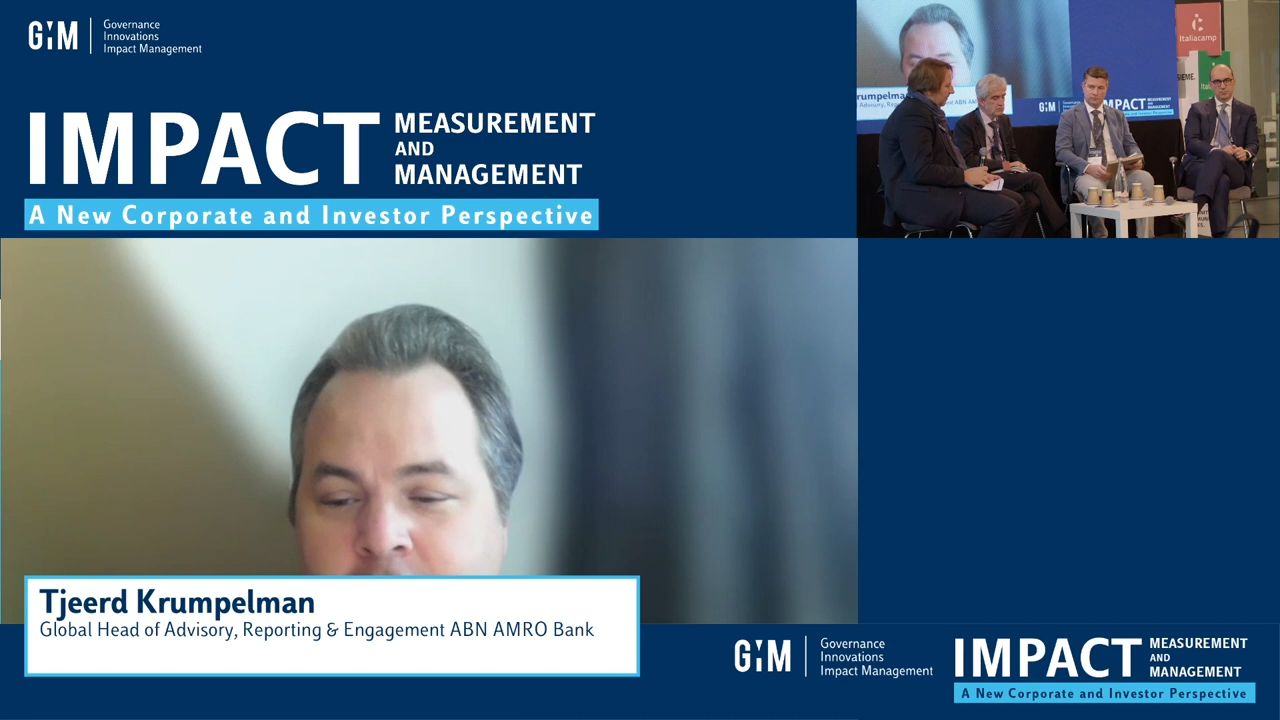 GIM
Governance
Innovations
Impact Management
IMPACT
MEASUREMENT
AND
MANAGEMENT
A New Corporate and Investor Perspective
Italiacamp
Tjeerd Krumpelman
Global Head of Advisory, Reporting & Engagement ABN AMRO Bank
GIM
Governance
Innovations
Impact Management
IMPACT
MEASUREMENT
AND
MANAGEMENT
A New Corporate and Investor Perspective